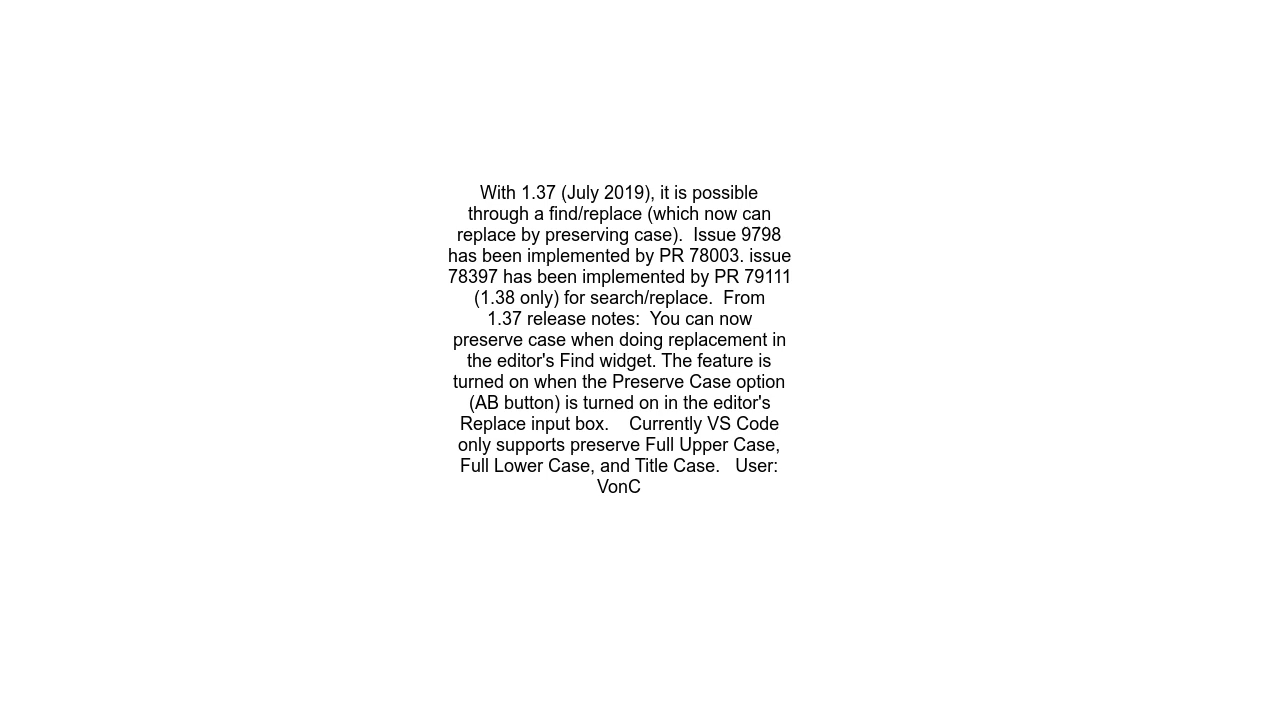 With 1.37 (July 2019), it is possible
through a find/replace (which now can
replace by preserving case).  Issue 9798
has been implemented by PR 78003. issue
78397 has been implemented by PR 79111
(1.38 only) for search/replace.  From
1.37 release notes:  You can now
preserve case when doing replacement in
the editor's Find widget. The feature is
turned on when the Preserve Case option
(AB button) is turned on in the editor's
Replace input box.    Currently VS Code
only supports preserve Full Upper Case,
Full Lower Case, and Title Case.   User:
VonC